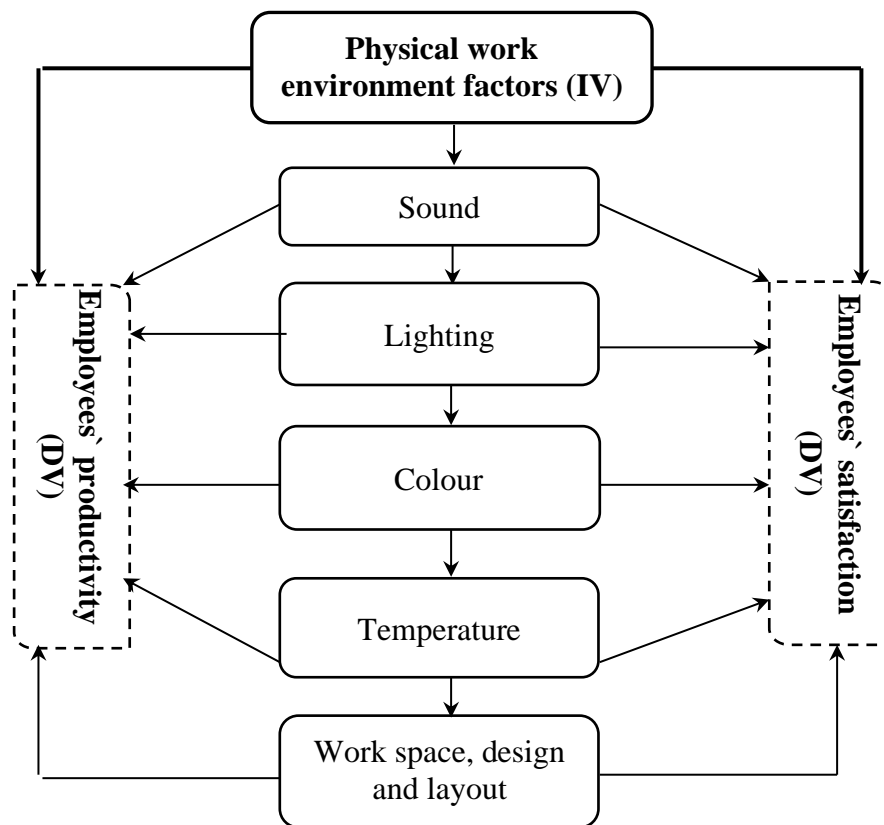 Physical work
environment factors (IV)
Sound
Lighting
Colour
Temperature
Work space, design
and layout
Employees` productivity
(DV)
Employees` satisfaction
(DV)